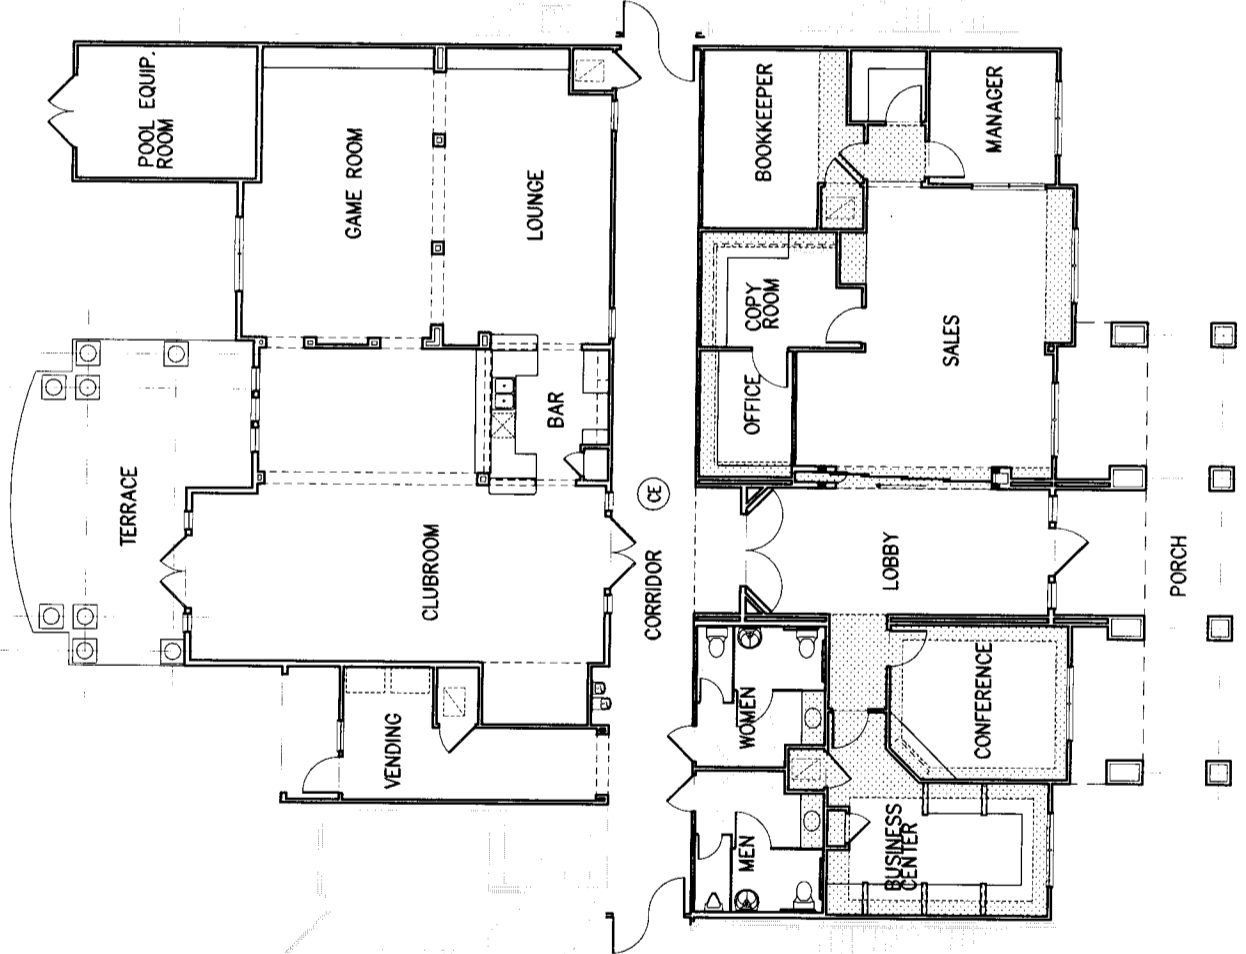 POOL EQUIP.
ROOM
GAME ROOM
LOUNGE
BOOKKEEPER
MANAGER
COPY
ROOM
SALES
OFFICE
BAR
TERRACE
CLUBROOM
CE
CORRIDOR
LOBBY
PORCH
VENDING
WOMEN
CONFERENCE
MEN
BUSINESS
CENTER